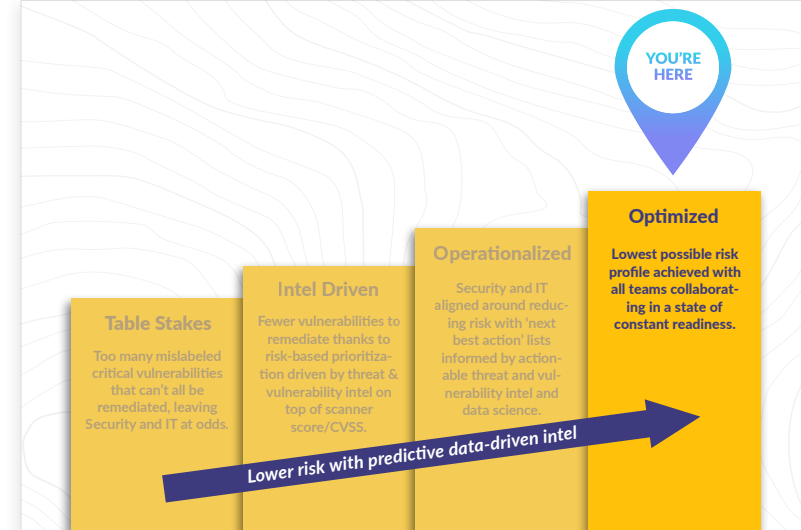 YOU'RE
HERE
Optimized
Lowest possible risk
profile achieved with
all teams collaborat-
ing in a state of
constant readiness.
Operationalized
Security and IT
aligned around reduc-
ing risk with 'next
best action' lists
informed by action-
able threat and vul-
nerability intel and
data science.
Intel Driven
Fewer vulnerabilities to
remediate thanks to
risk-based prioritiza-
tion driven by threat &
vulnerability intel on
top of scanner
score/CVSS.
Table Stakes
Too many mislabeled
critical vulnerabilities
that can't all be
remediated, leaving
Security and IT at odds.
Lower risk with predictive data-driven intel